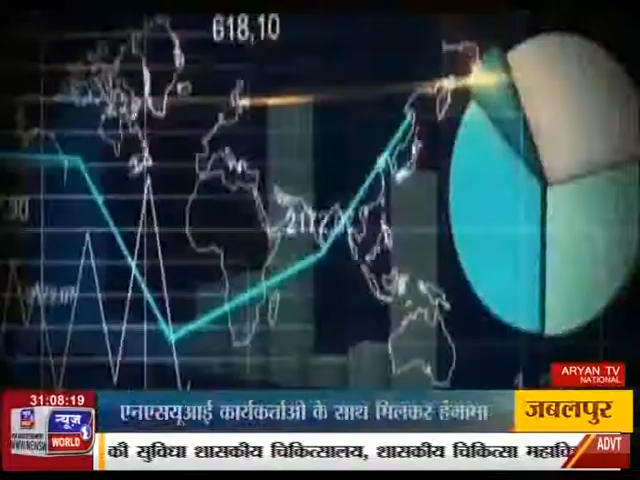 618,10
ARYAN TV
NATIONAL
31:08:19
एनएसयूआई कार्यकर्ताओं के साथ मिलकर हंगामा
जबलपुर
न्यूज़
WORLD
की सुविधा शासकीय चिकित्सालय, शासकीय चिकित्सा महावि
ADVT